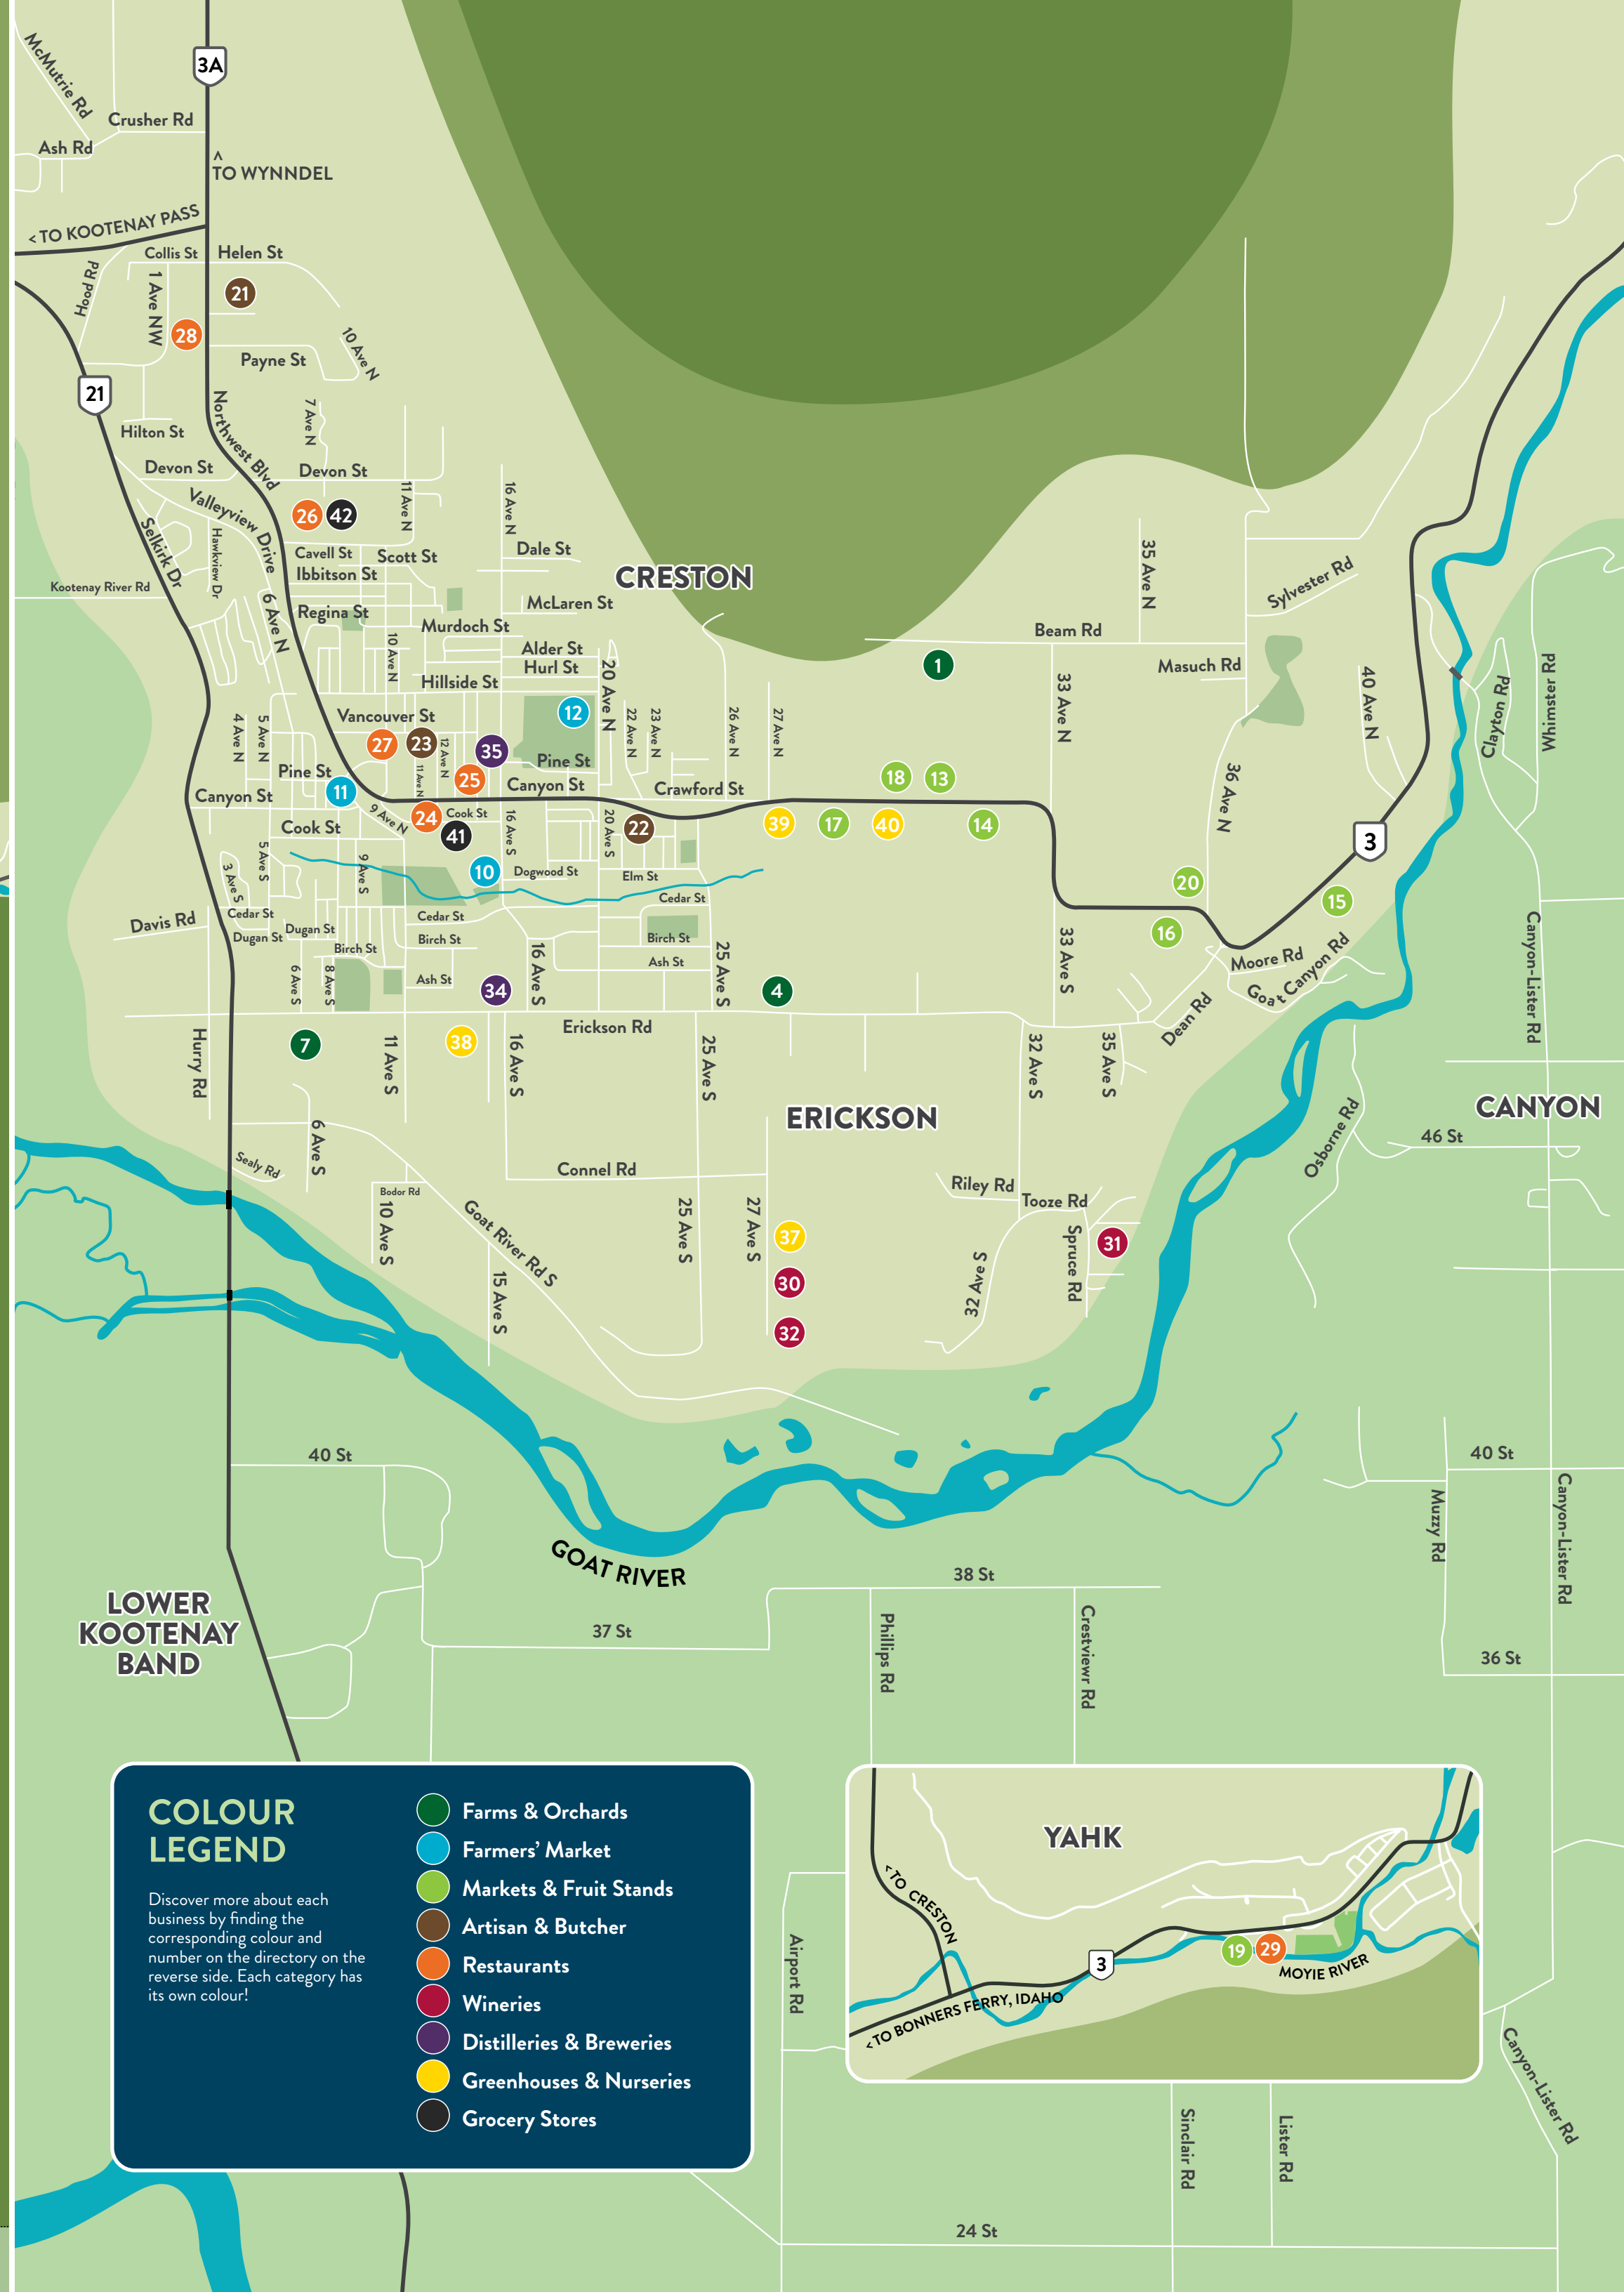 McMutrie Rd
3A
Crusher Rd
Ash Rd
^
TO WYNNDEL
< TO KOOTENAY PASS
Collis St
Helen St
Hood Rd
1 Ave NW
21
28
10 Ave N
Payne St
21
Northwest Blvd
7 Ave N
Hilton St
Devon St
Devon St
Valleyview Drive
11 Ave N
16 Ave N
26
42
Selkirk Dr
Hawkview Dr
Cavell St
Scott St
Dale St
Ibbitson St
CRESTON
35 Ave N
Sylvester Rd
Kootenay River Rd
6 Ave N
Regina St
McLaren St
Murdoch St
Beam Rd
10 Ave N
Alder St
Hurl St
20 Ave N
1
Masuch Rd
Hillside St
33 Ave N
40 Ave N
Clayton Rd
Whimster Rd
4 Ave N
5 Ave N
Vancouver St
12
22 Ave N
23 Ave N
26 Ave N
27 Ave N
27
23
12 Ave N
35
Pine St
Pine St
11 Ave N
25
18
13
36 Ave N
Canyon St
11
Canyon St
Crawford St
9 Ave N
24
Cook St
16 Ave S
20 Ave S
22
39
17
40
14
Cook St
41
3
5 Ave S
3 Ave S
9 Ave S
10
Dogwood St
Elm St
20
15
Cedar St
Cedar St
Cedar St
Davis Rd
Dugan St
Dugan St
Birch St
Birch St
Birch St
16
Canyon-Lister Rd
Ash St
16 Ave S
25 Ave S
33 Ave S
Moore Rd
Goat Canyon Rd
6 Ave S
8 Ave S
Ash St
34
4
Dean Rd
Erickson Rd
Hurry Rd
7
11 Ave S
38
16 Ave S
25 Ave S
32 Ave S
35 Ave S
ERICKSON
CANYON
6 Ave S
Osborne Rd
46 St
Sealy Rd
Connel Rd
Bodor Rd
Riley Rd
Tooze Rd
10 Ave S
Goat River Rd S
25 Ave S
27 Ave S
37
Spruce Rd
31
15 Ave S
30
32 Ave S
32
40 St
40 St
Muzzy Rd
Canyon-Lister Rd
GOAT RIVER
38 St
LOWER
KOOTENAY
BAND
37 St
Phillips Rd
Crestviewr Rd
36 St
COLOUR
LEGEND
Discover more about each
business by finding the
corresponding colour and
number on the directory on the
reverse side. Each category has
its own colour!
Farms & Orchards
Farmers' Market
Markets & Fruit Stands
Artisan & Butcher
Restaurants
Wineries
Distilleries & Breweries
Greenhouses & Nurseries
Grocery Stores
YAHK
< TO CRESTON
19
29
3
MOYIE RIVER
< TO BONNERS FERRY, IDAHO
Airport Rd
Canyon-Lister Rd
Sinclair Rd
Lister Rd
24 St